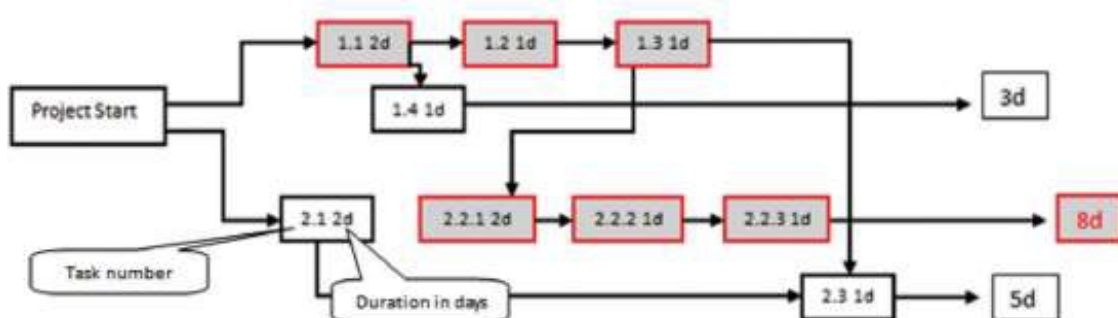 1.1 2d
1.2 1d
1.3 1d
Project Start
1.4 1d
3d
2.1 2d
2.2.1 2d
2.2.2 1d
2.2.3 1d
8d
Task number
Duration in days
2.3 1d
5d